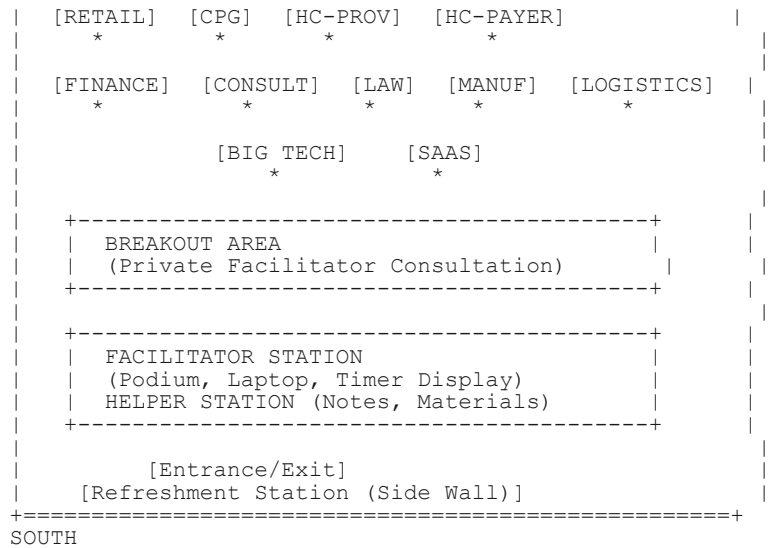 |  [RETAIL]  [CPG]  [HC-PROV]  [HC-PAYER]            |
|     *        *       *           *                   |
|                                                      |
|  [FINANCE]  [CONSULT]  [LAW]  [MANUF]  [LOGISTICS]  |
|     *          *        *       *          *         |
|                                                      |
|              [BIG TECH]    [SAAS]                    |
|                  *           *
|                                                      |
|   +------------------------------------------+      |
|   |  BREAKOUT AREA                           |      |
|   |  (Private Facilitator Consultation)       |      |
|   +------------------------------------------+      |
|                                                      |
|   +------------------------------------------+      |
|   |  FACILITATOR STATION                     |      |
|   |  (Podium, Laptop, Timer Display)         |      |
|   |  HELPER STATION (Notes, Materials)       |      |
|   +------------------------------------------+      |
|                                                      |
|         [Entrance/Exit]                              |
|    [Refreshment Station (Side Wall)]                 |
+====================================================+
SOUTH